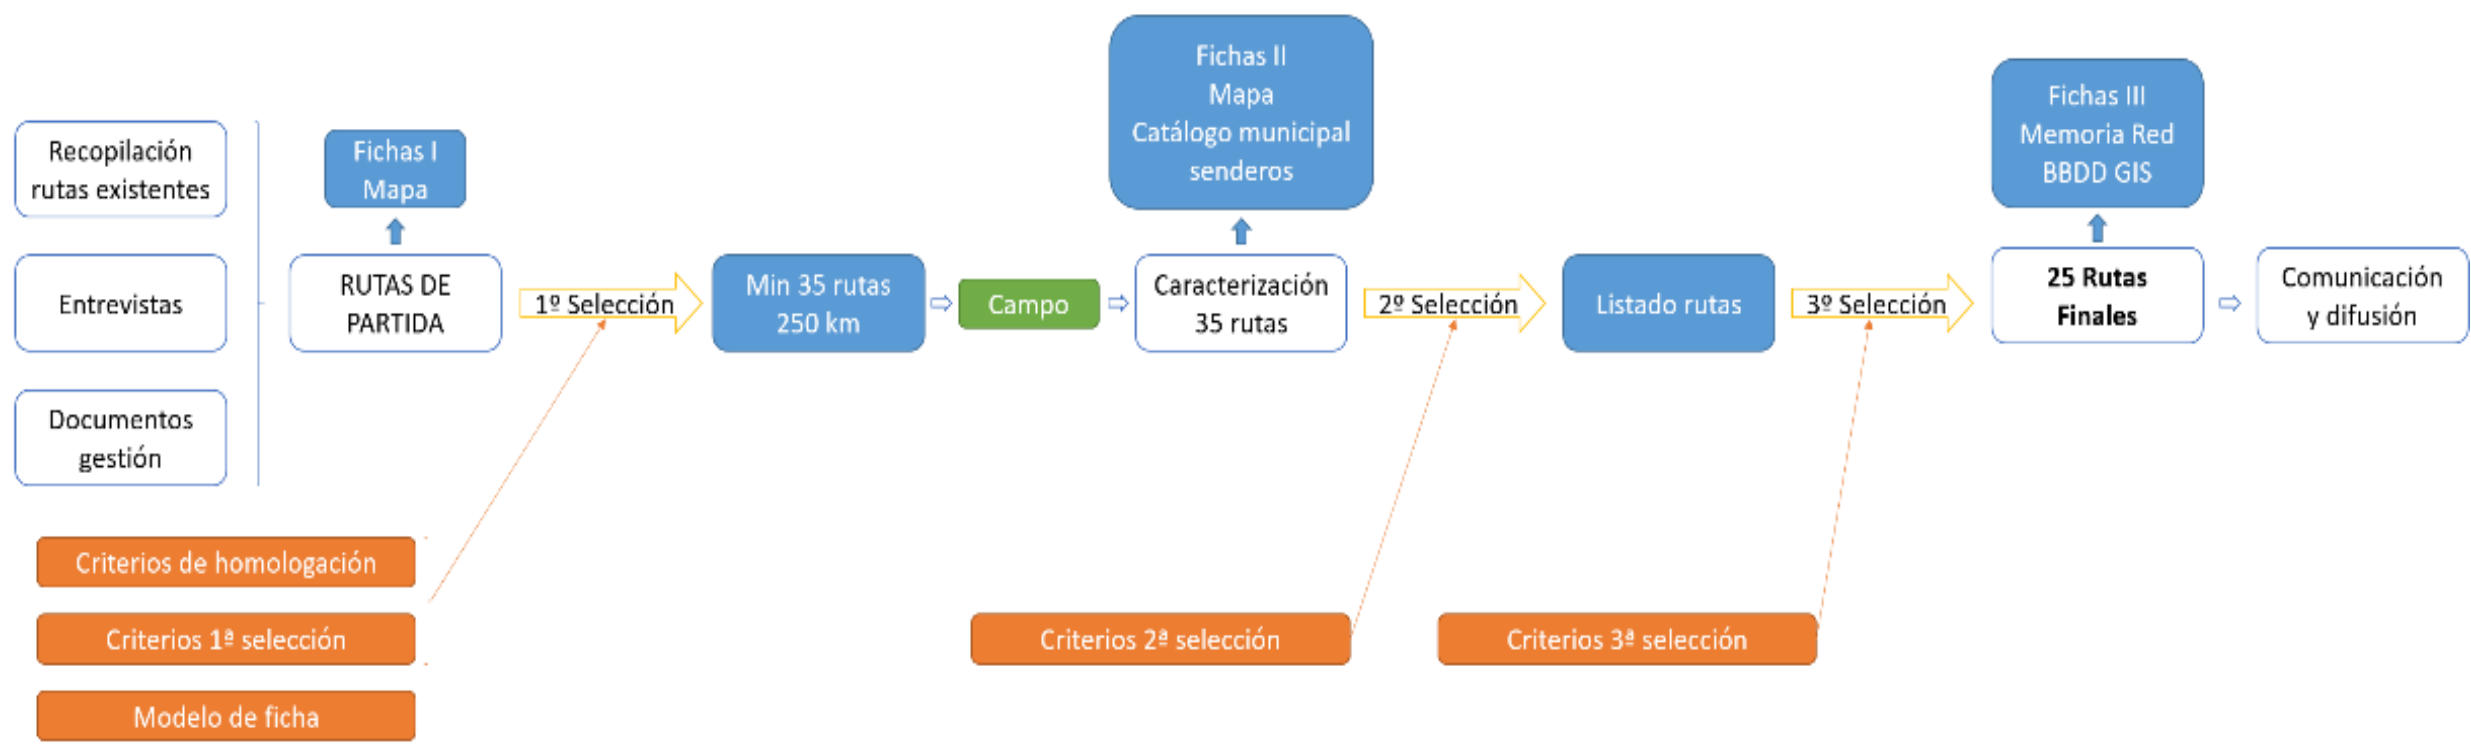 Recopilación
rutas existentes
Entrevistas
Documentos
gestión
Fichas I
Mapa
RUTAS DE
PARTIDA
1º Selección
Min 35 rutas
250 km
Campo
Fichas II
Mapa
Catálogo municipal
senderos
Caracterización
35 rutas
2º Selección
Listado rutas
3º Selección
Fichas III
Memoria Red
BBDD GIS
25 Rutas
Finales
Comunicación
y difusión
Criterios de homologación
Criterios 1ª selección
Modelo de ficha
Criterios 2ª selección
Criterios 3ª selección